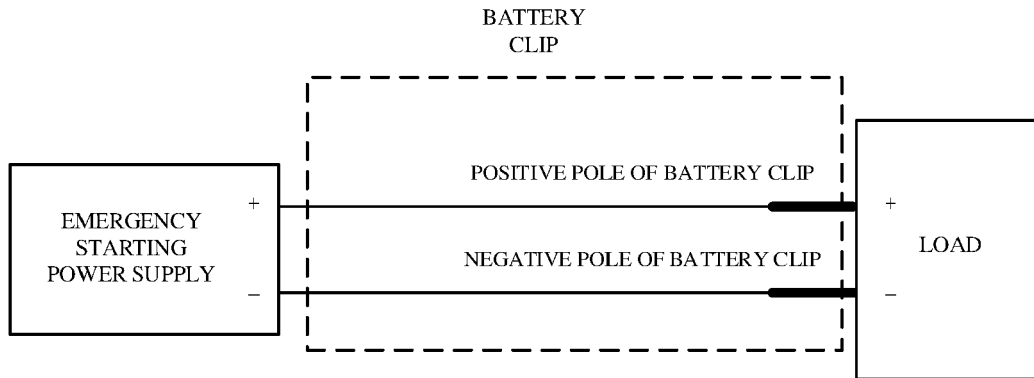 BATTERY
CLIP
POSITIVE POLE OF BATTERY CLIP
+
+
EMERGENCY
STARTING
POWER SUPPLY
LOAD
NEGATIVE POLE OF BATTERY CLIP
−
−